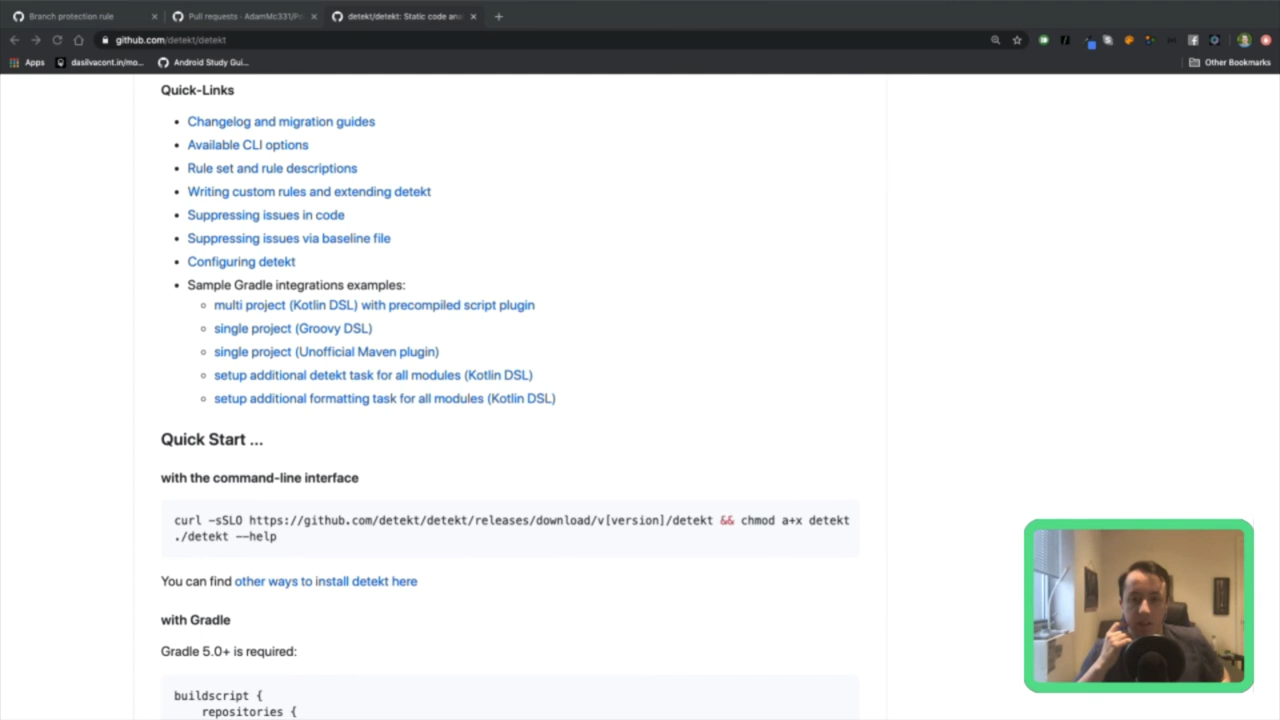 Branch protection rule
Pull requests · AdamMc331/Po
detekt/detekt: Static code ana
github.com/detekt/detekt
Apps
dasilvacont.in/mo...
Android Study Gui...
Other Bookmarks
Quick-Links
Changelog and migration guides
Available CLI options
Rule set and rule descriptions
Writing custom rules and extending detekt
Suppressing issues in code
Suppressing issues via baseline file
Configuring detekt
Sample Gradle integrations examples:
multi project (Kotlin DSL) with precompiled script plugin
single project (Groovy DSL)
single project (Unofficial Maven plugin)
setup additional detekt task for all modules (Kotlin DSL)
setup additional formatting task for all modules (Kotlin DSL)
Quick Start ...
with the command-line interface
curl -sSLO https://github.com/detekt/detekt/releases/download/v[version]/detekt && chmod a+x detekt
./detekt --help
You can find other ways to install detekt here
with Gradle
Gradle 5.0+ is required:
buildscript {
repositories {